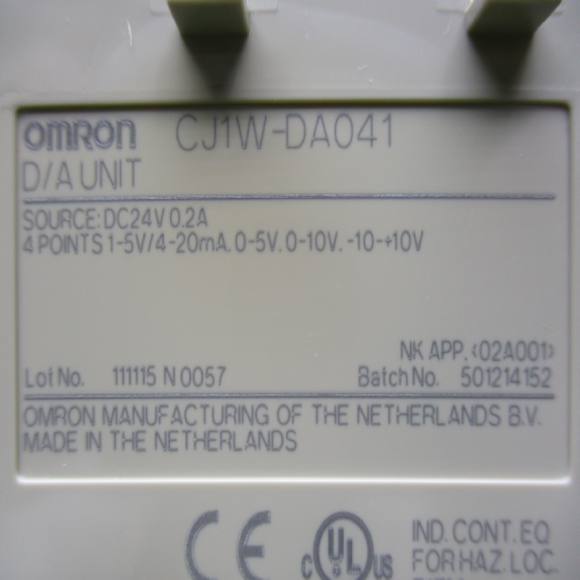 OMRON CJ1W-DA041
D/A UNIT
SOURCE:DC24V 0.2A
4 POINTS 1-5V/4-20mA. 0-5V. 0-10V. -10-+10V
NK APP. <02A001>
Lot No. 111115 N 0057 Batch No. 501214152
OMRON MANUFACTURING OF THE NETHERLANDS B.V.
MADE IN THE NETHERLANDS
CE c UL US IND. CONT. EQ
FOR HAZ. LOC.